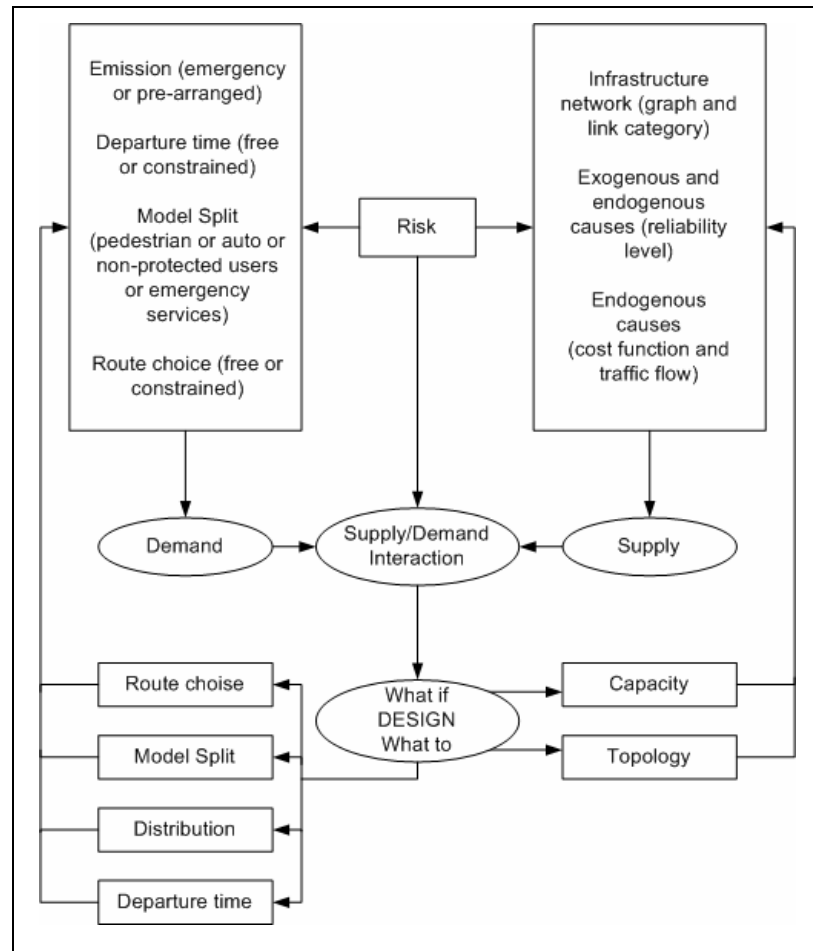 Emission (emergency
or pre-arranged)
Departure time (free
or constrained)
Model Split
(pedestrian or auto or
non-protected users
or emergency
services)
Route choice (free or
constrained)
Risk
Infrastructure
network (graph and
link category)
Exogenous and
endogenous
causes (reliability
level)
Endogenous
causes
(cost function and
traffic flow)
Demand
Supply/Demand
Interaction
Supply
Route choise
Model Split
Distribution
Departure time
What if
DESIGN
What to
Capacity
Topology